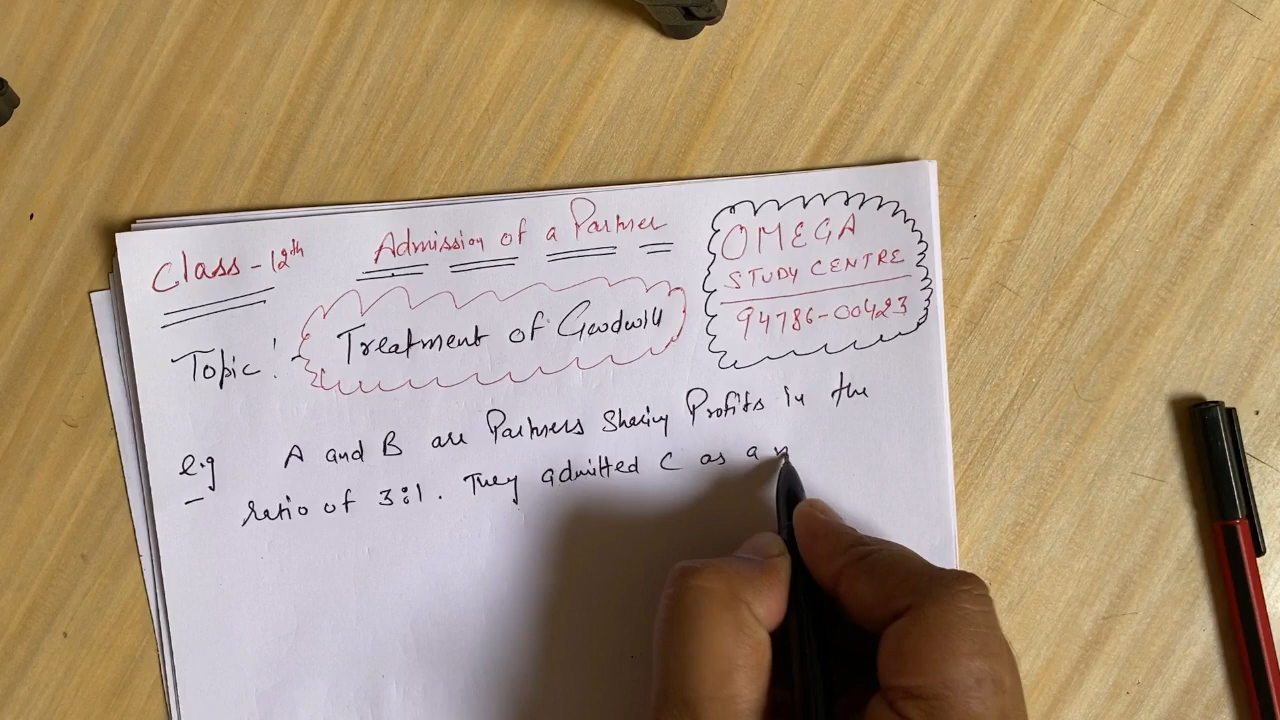 Class - 12th
Admission of a Partner
OMEGA
STUDY CENTRE
94786-00423
Topic :-
Treatment of Goodwill
e.g A and B are Partners Sharing Profits in the
ratio of 3:1. They admitted C as a